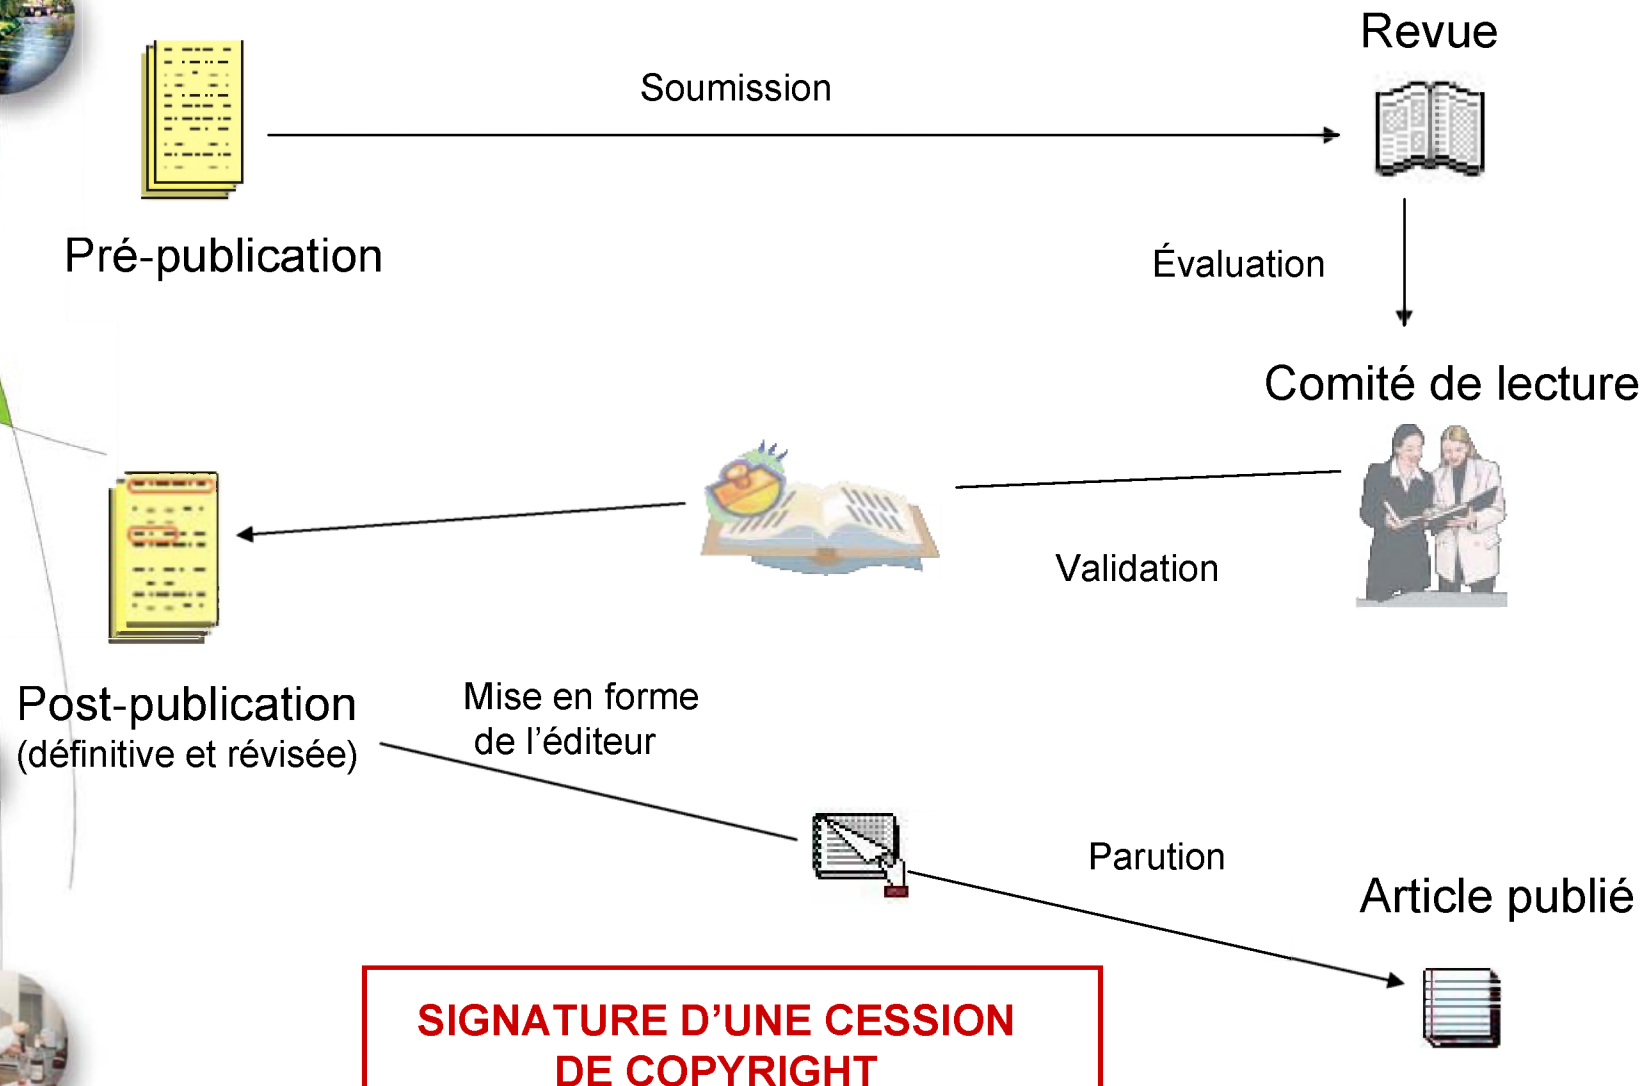 Revue
Soumission
Pré-publication
Évaluation
Comité de lecture
Validation
Post-publication
(définitive et révisée)
Mise en forme
de l’éditeur
Parution
Article publié
SIGNATURE D’UNE CESSION
DE COPYRIGHT